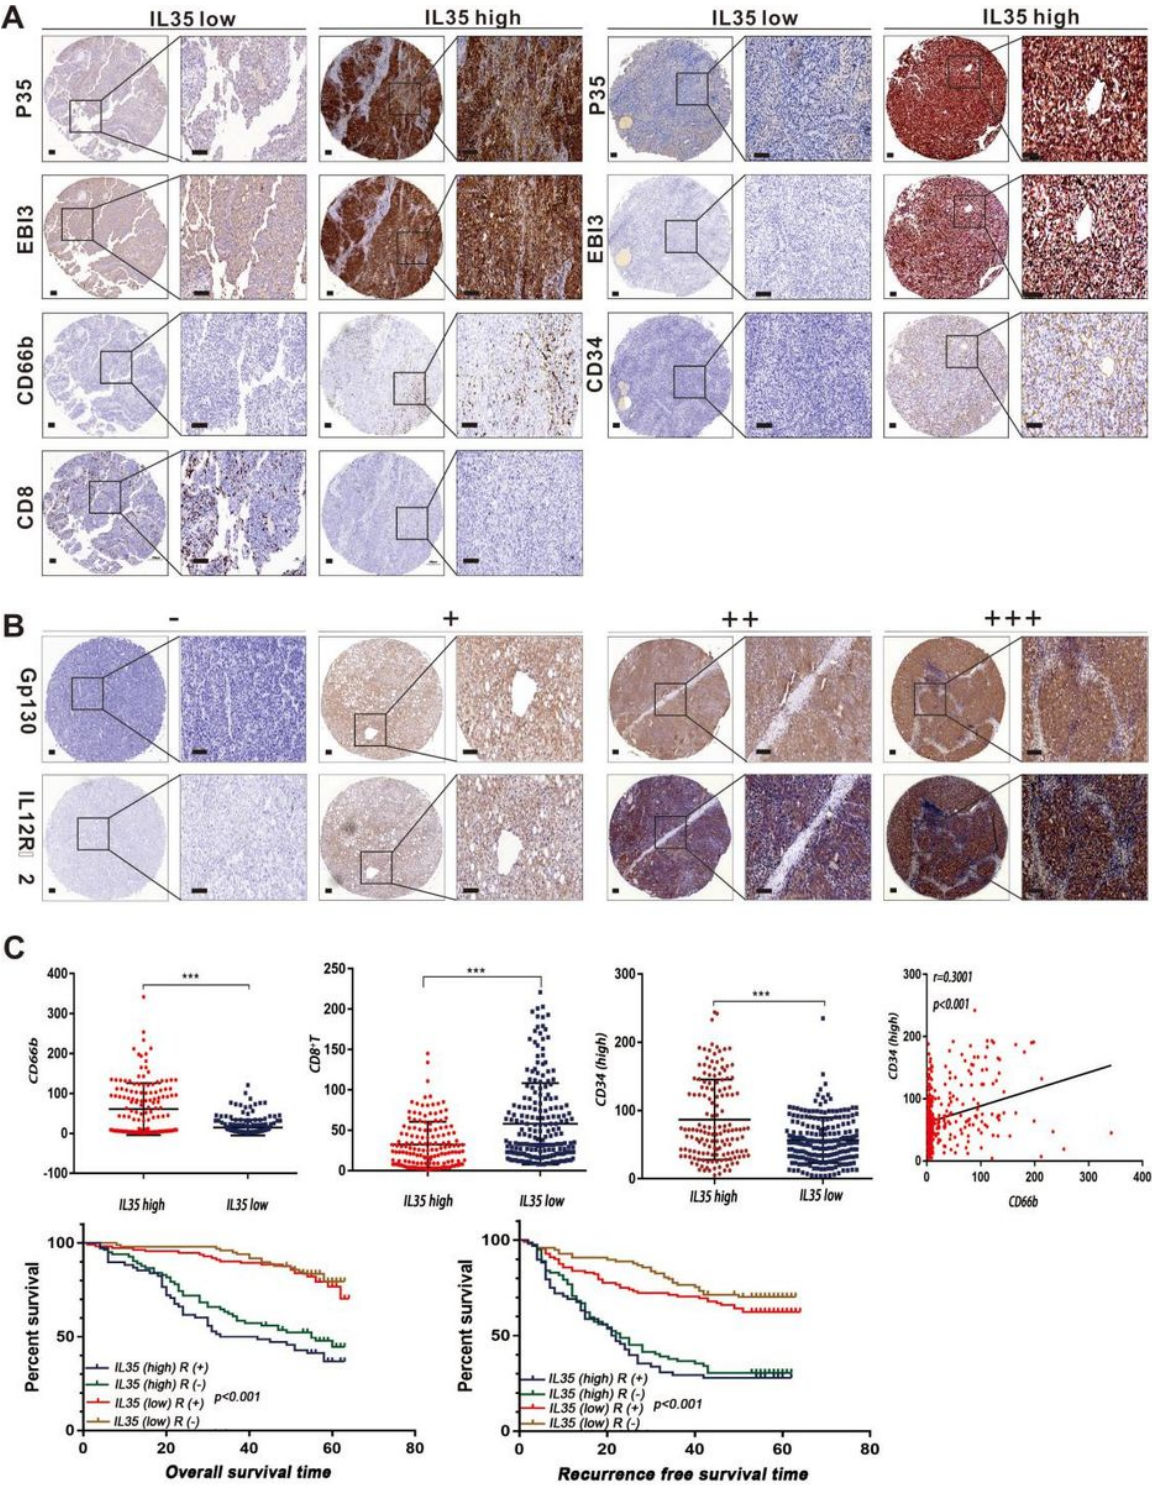 A
IL35 low
IL35 high
IL35 low
IL35 high
P35
P35
EBI3
EBI3
CD66b
CD34
CD8
B
-
+
++
+++
Gp130
IL12R▯ 2
C
400
300
200
100
0
-100
CD66b
***
IL35 high
IL35 low
250
200
150
100
50
0
CD8⁺T
***
IL35 high
IL35 low
300
200
100
0
CD34 (high)
***
IL35 high
IL35 low
300
200
100
0
CD34 (high)
r=0.3001
p<0.001
0
100
200
300
400
CD66b
100
50
0
Percent survival
IL35 (high) R (+)
IL35 (high) R (-)
IL35 (low) R (+)
IL35 (low) R (-)
p<0.001
0
20
40
60
80
Overall survival time
100
50
0
Percent survival
IL35 (high) R (+)
IL35 (high) R (-)
IL35 (low) R (+)
IL35 (low) R (-)
p<0.001
0
20
40
60
80
Recurrence free survival time